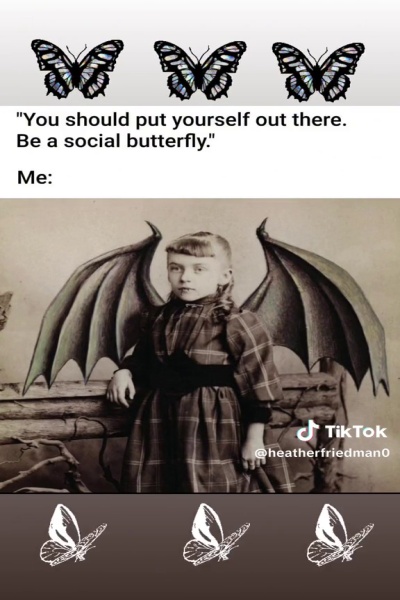 "You should put yourself out there.
Be a social butterfly."
Me:
TikTok
@heatherfriedman0